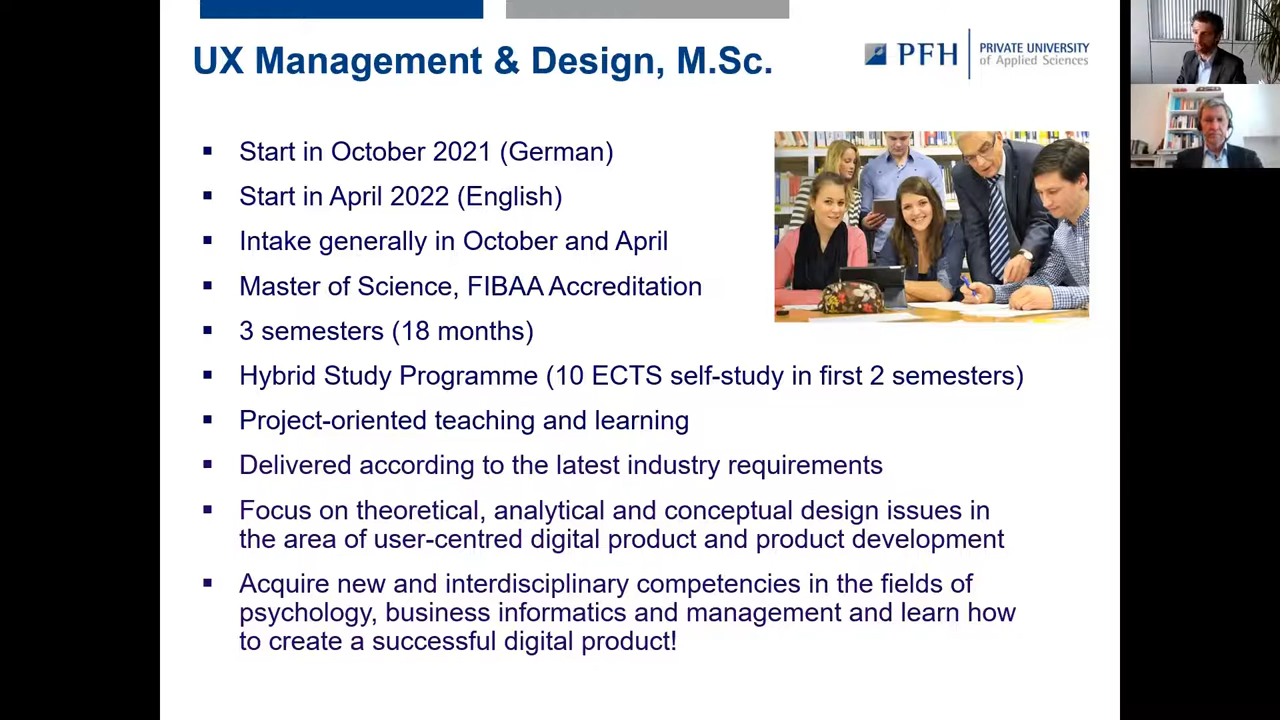 UX Management & Design, M.Sc.
PFH
PRIVATE UNIVERSITY
of Applied Sciences
▪ Start in October 2021 (German)
▪ Start in April 2022 (English)
▪ Intake generally in October and April
▪ Master of Science, FIBAA Accreditation
▪ 3 semesters (18 months)
▪ Hybrid Study Programme (10 ECTS self-study in first 2 semesters)
▪ Project-oriented teaching and learning
▪ Delivered according to the latest industry requirements
▪ Focus on theoretical, analytical and conceptual design issues in
the area of user-centred digital product and product development
▪ Acquire new and interdisciplinary competencies in the fields of
psychology, business informatics and management and learn how
to create a successful digital product!